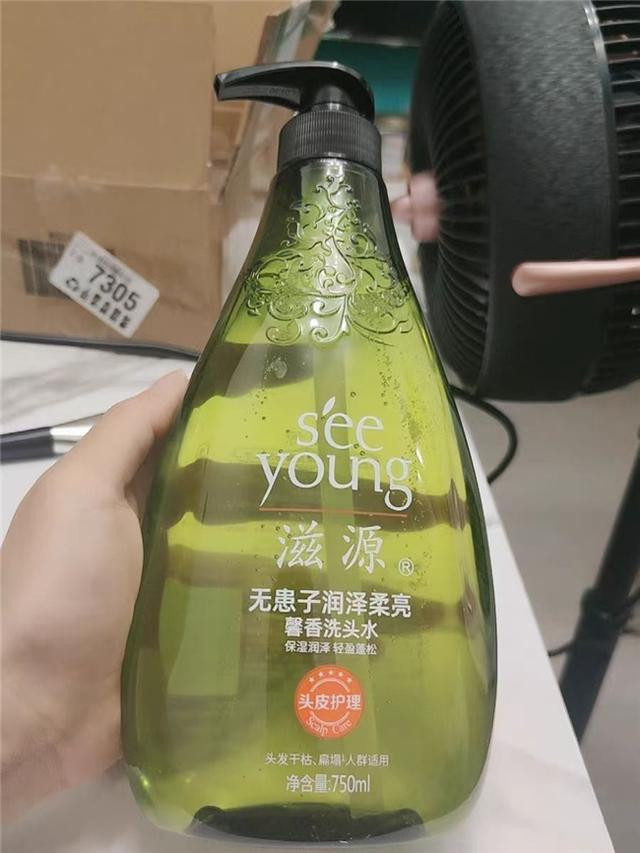 7305
s'ee
young
滋源®
无患子润泽柔亮
馨香洗头水
保湿润泽 轻盈蓬松
头皮护理
Scalp Care
头发干枯、扁塌¹人群适用
净含量:750ml